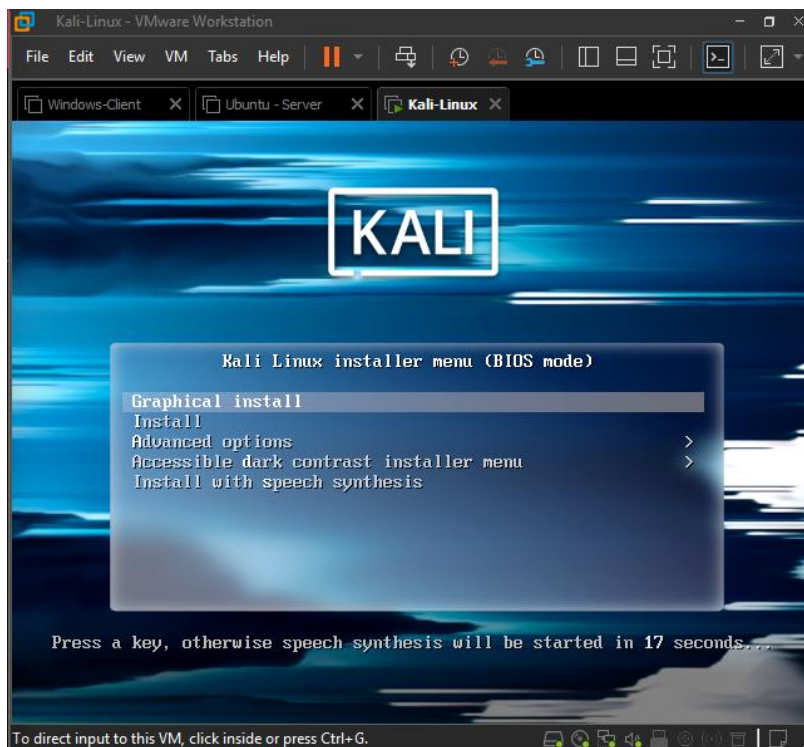 Kali-Linux - VMware Workstation
File Edit View VM Tabs Help
Windows-Client Ubuntu - Server Kali-Linux
KALI
Kali Linux installer menu (BIOS mode)
Graphical install
Install
Advanced options >
Accessible dark contrast installer menu >
Install with speech synthesis
Press a key, otherwise speech synthesis will be started in 17 seconds...
To direct input to this VM, click inside or press Ctrl+G.